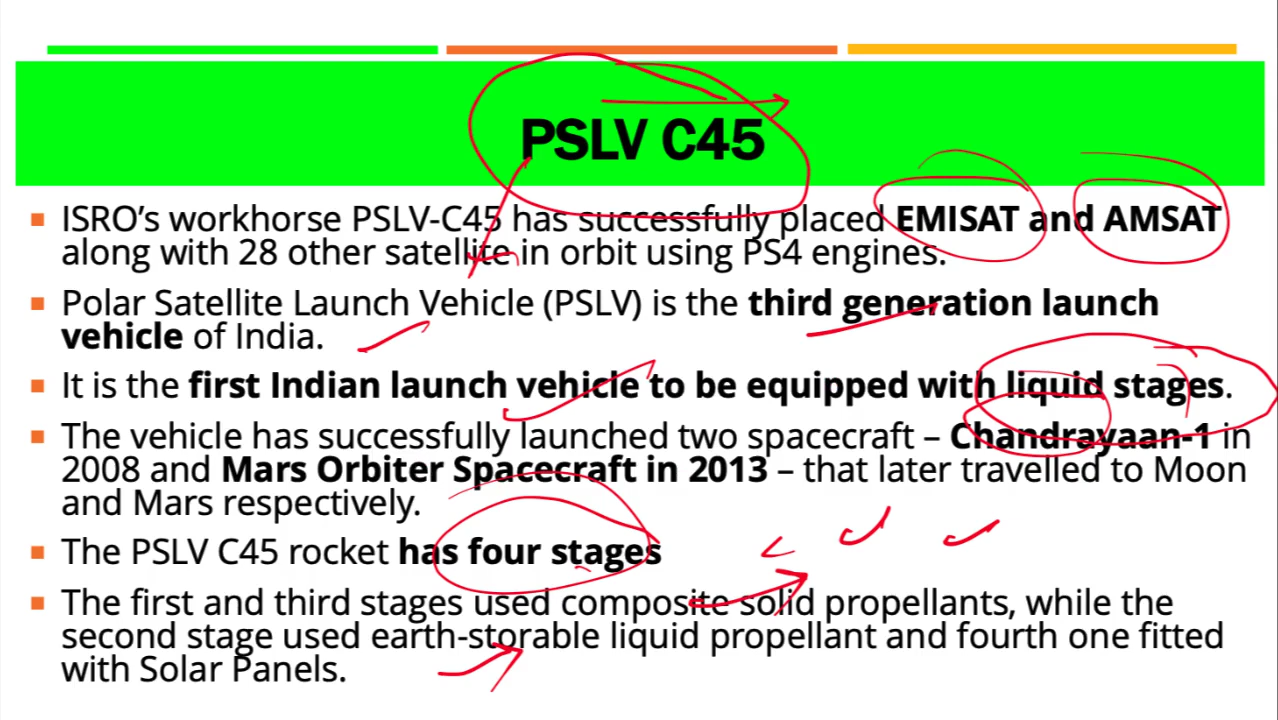 PSLV C45
ISRO’s workhorse PSLV-C45 has successfully placed EMISAT and AMSAT
along with 28 other satellite in orbit using PS4 engines.
Polar Satellite Launch Vehicle (PSLV) is the third generation launch
vehicle of India.
It is the first Indian launch vehicle to be equipped with liquid stages.
The vehicle has successfully launched two spacecraft – Chandrayaan-1 in
2008 and Mars Orbiter Spacecraft in 2013 – that later travelled to Moon
and Mars respectively.
The PSLV C45 rocket has four stages
The first and third stages used composite solid propellants, while the
second stage used earth-storable liquid propellant and fourth one fitted
with Solar Panels.